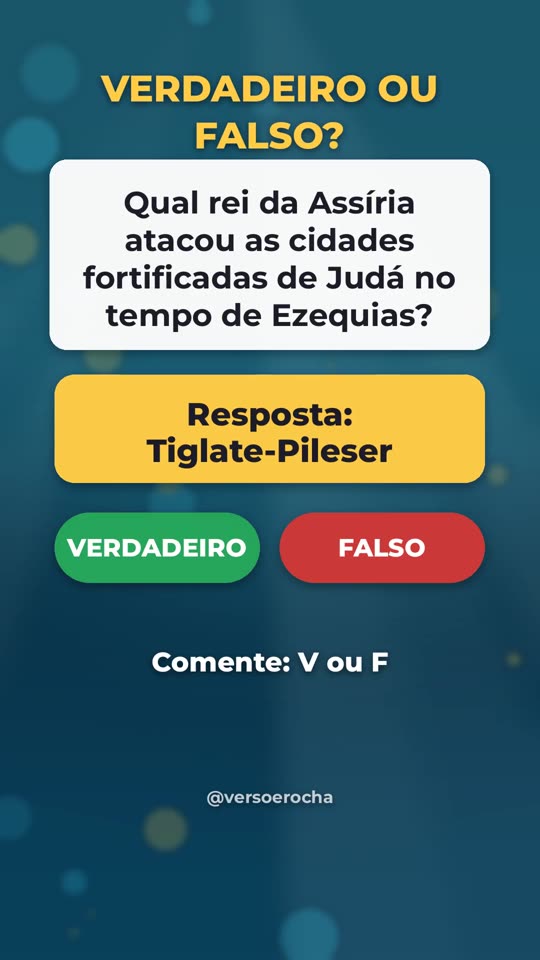 VERDADEIRO OU
FALSO?
Qual rei da Assíria
atacou as cidades
fortificadas de Judá no
tempo de Ezequias?
Resposta:
Tiglate-Pileser
VERDADEIRO
FALSO
Comente: V ou F
@versoerocha